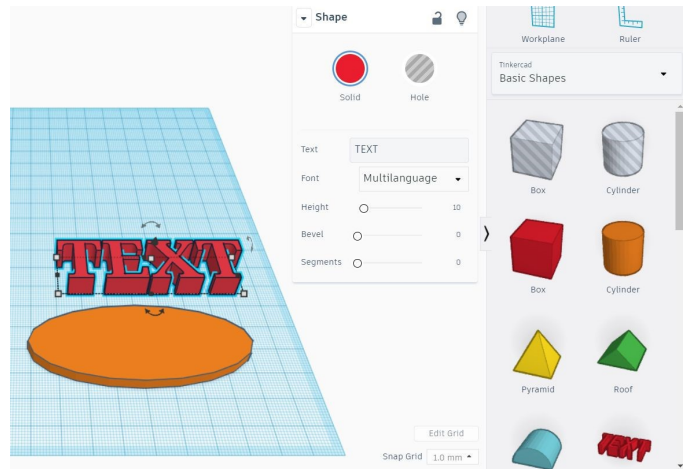 Shape
Workplane
Ruler
Tinkercad
Basic Shapes
Solid
Hole
Text
TEXT
Font
Multilanguage
Height
10
Bevel
0
Segments
0
TEXT
Box
Cylinder
Box
Cylinder
Pyramid
Roof
TEXT
Edit Grid
Snap Grid
1.0 mm